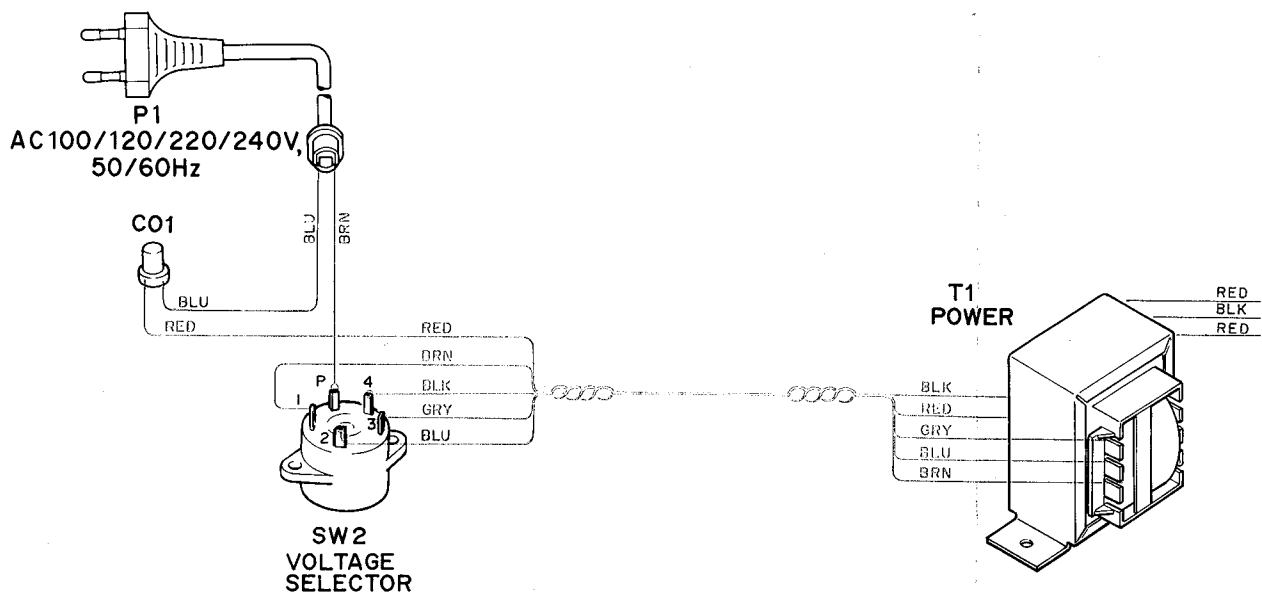 P1
AC100/120/220/240V,
50/60Hz
CO1
BLU
BRN
BLU
RED
RED
BRN
P
4
BLK
1
GRY
3
2
BLU
SW2
VOLTAGE
SELECTOR
T1
POWER
RED
BLK
RED
BLK
RED
GRY
BLU
BRN